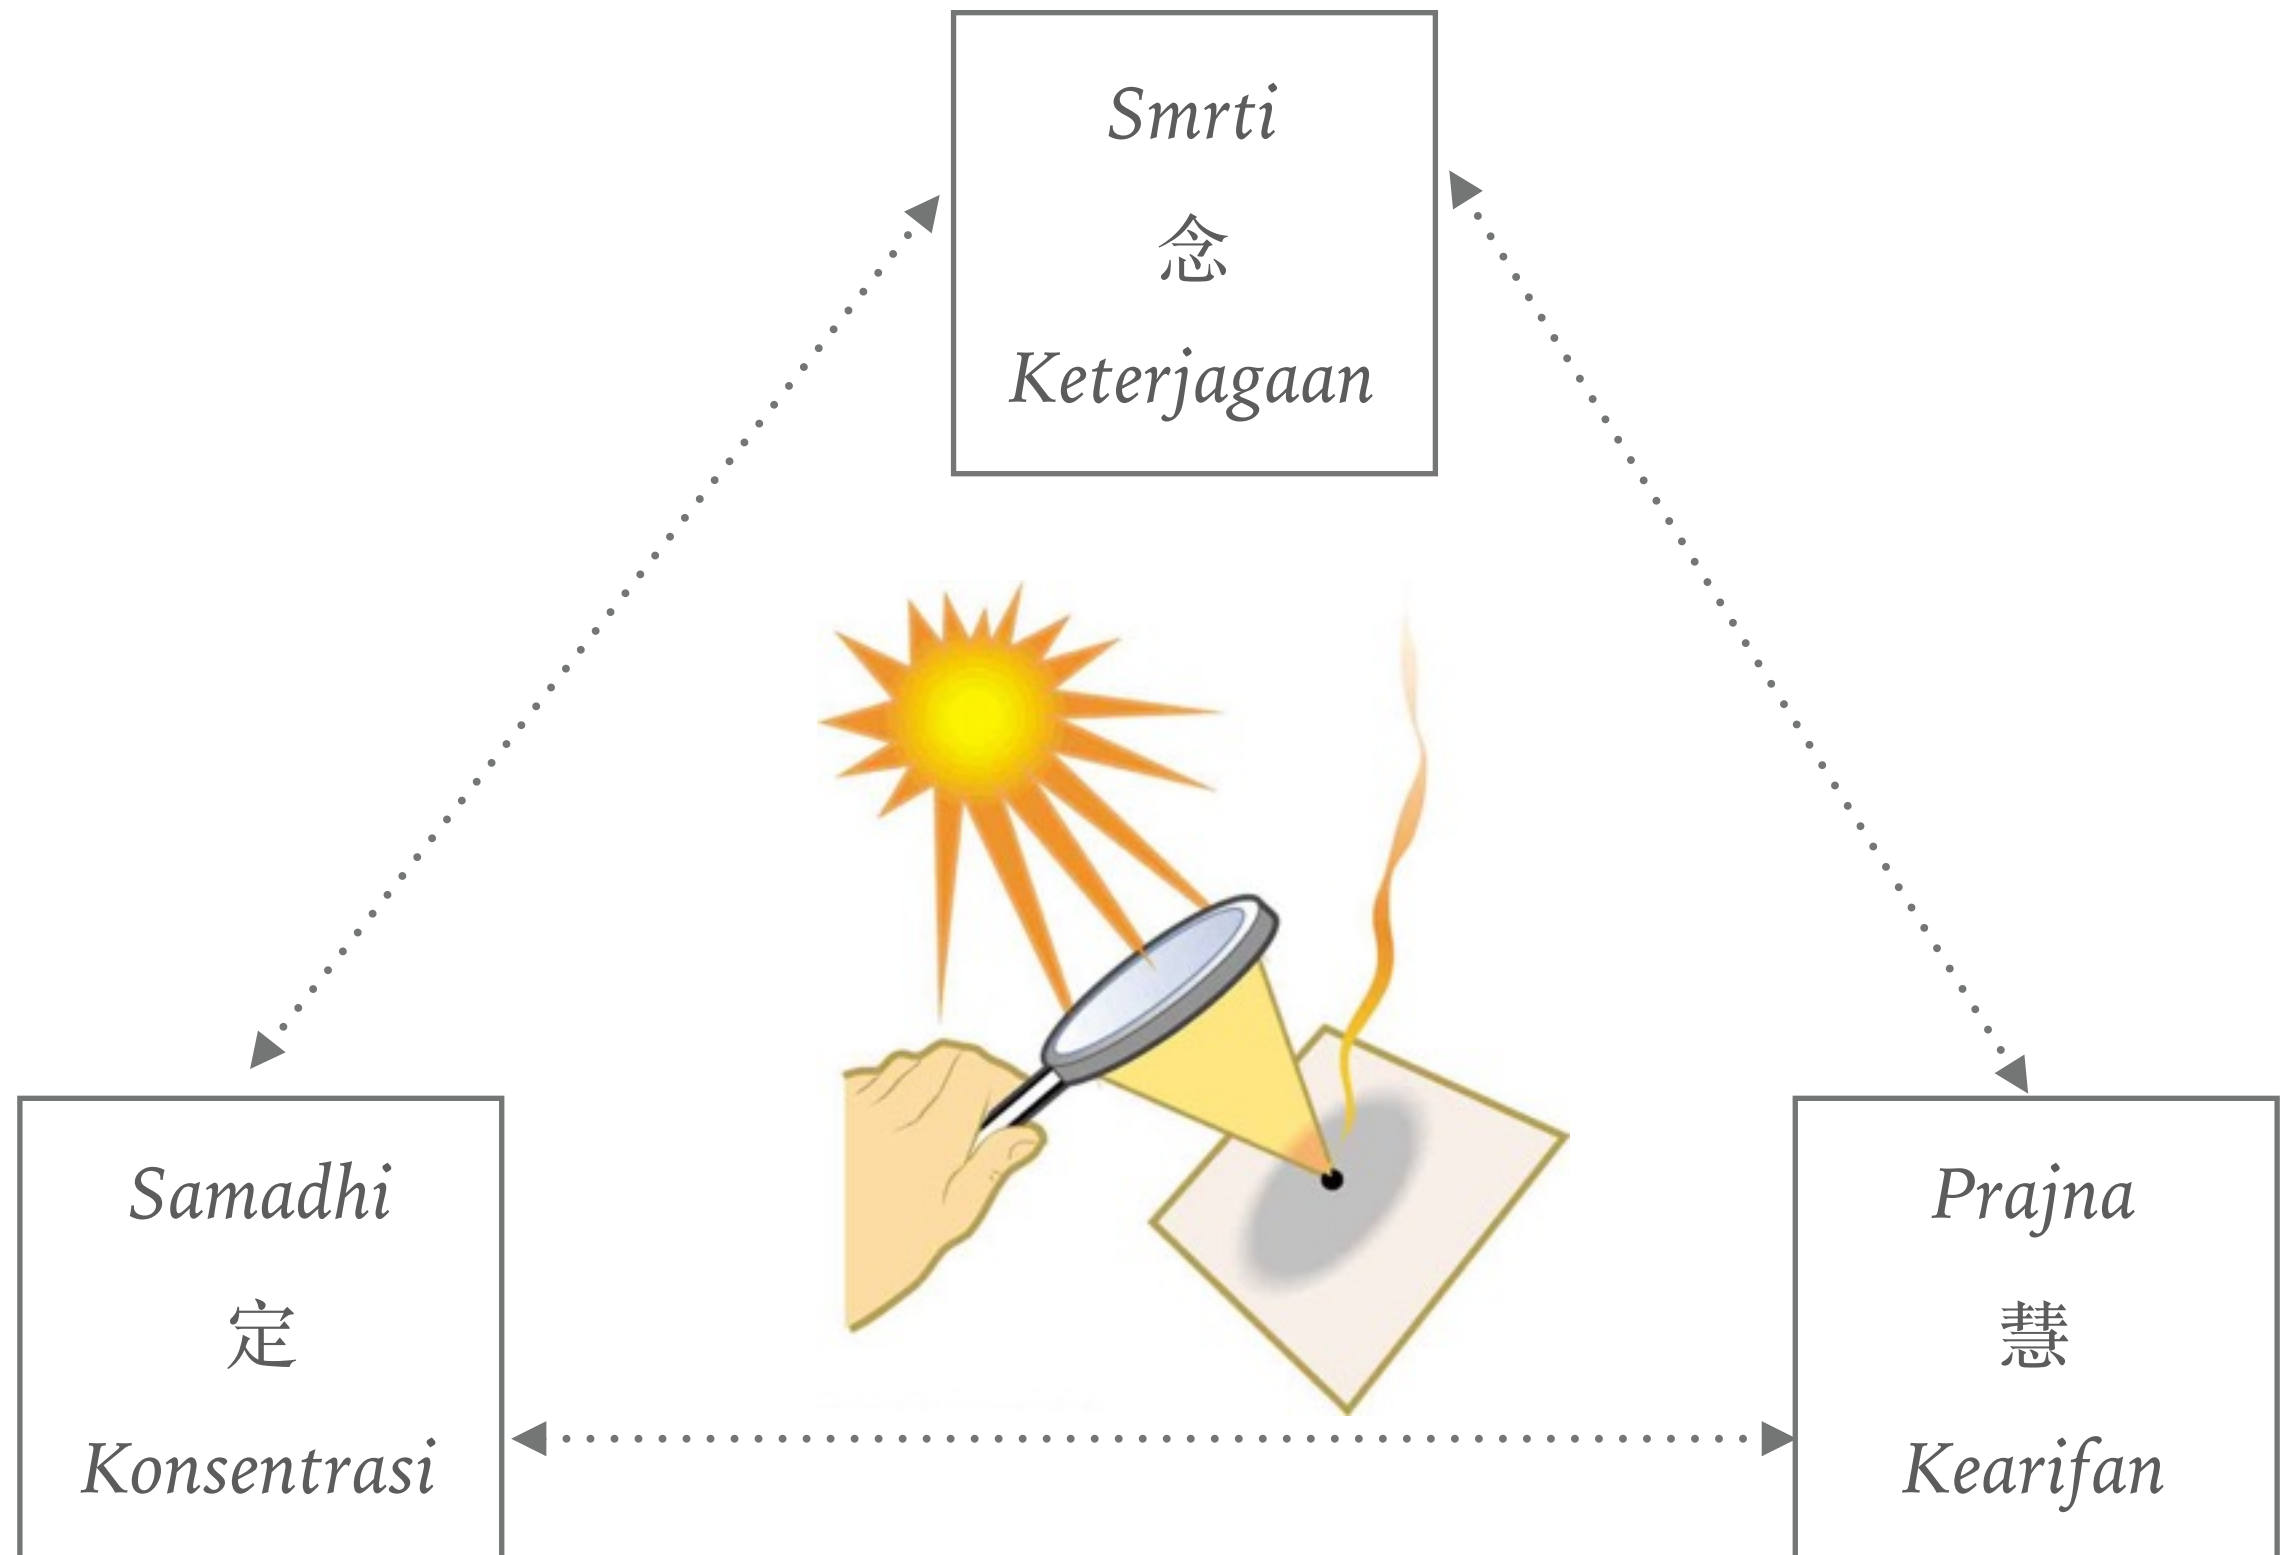 Smrti
念
Keterjagaan
Samadhi
定
Konsentrasi
Prajna
慧
Kearifan